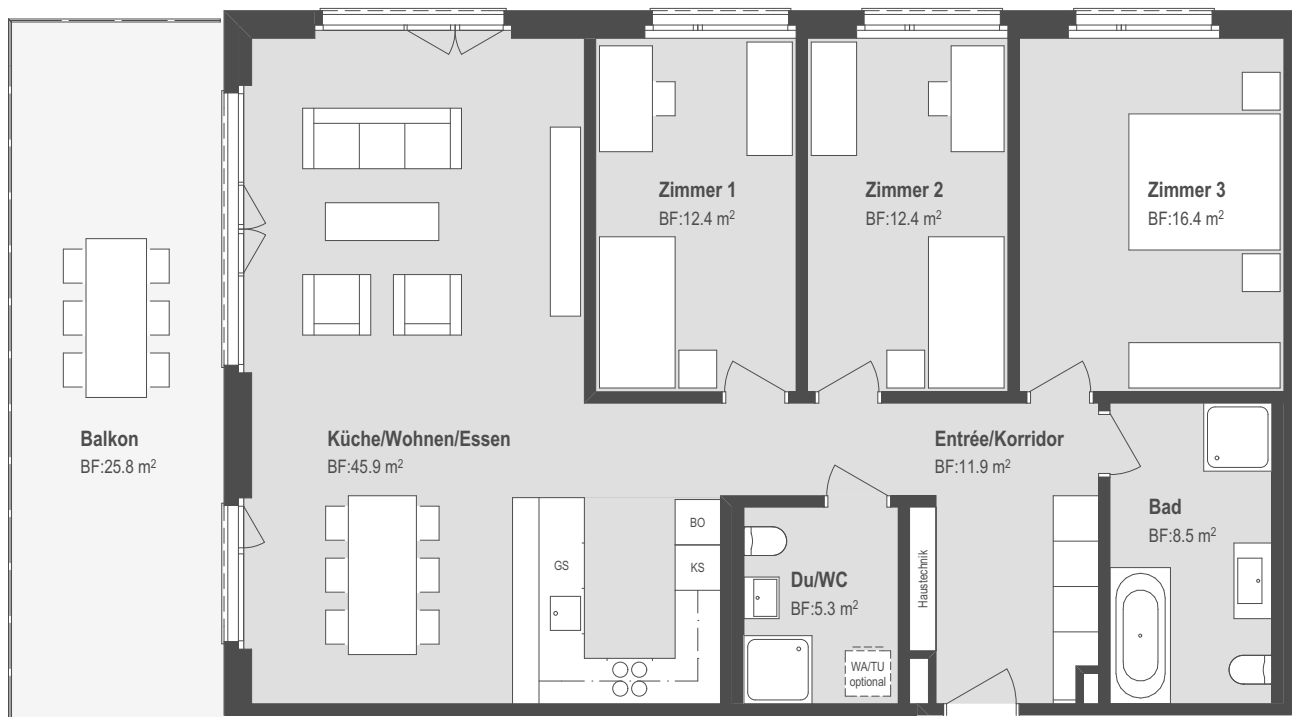 Zimmer 1
BF:12.4 m²
Zimmer 2
BF:12.4 m²
Zimmer 3
BF:16.4 m²
Balkon
BF:25.8 m²
Küche/Wohnen/Essen
BF:45.9 m²
Entrée/Korridor
BF:11.9 m²
Bad
BF:8.5 m²
BO
KS
GS
Du/WC
BF:5.3 m²
Haustechnik
WA/TU
optional